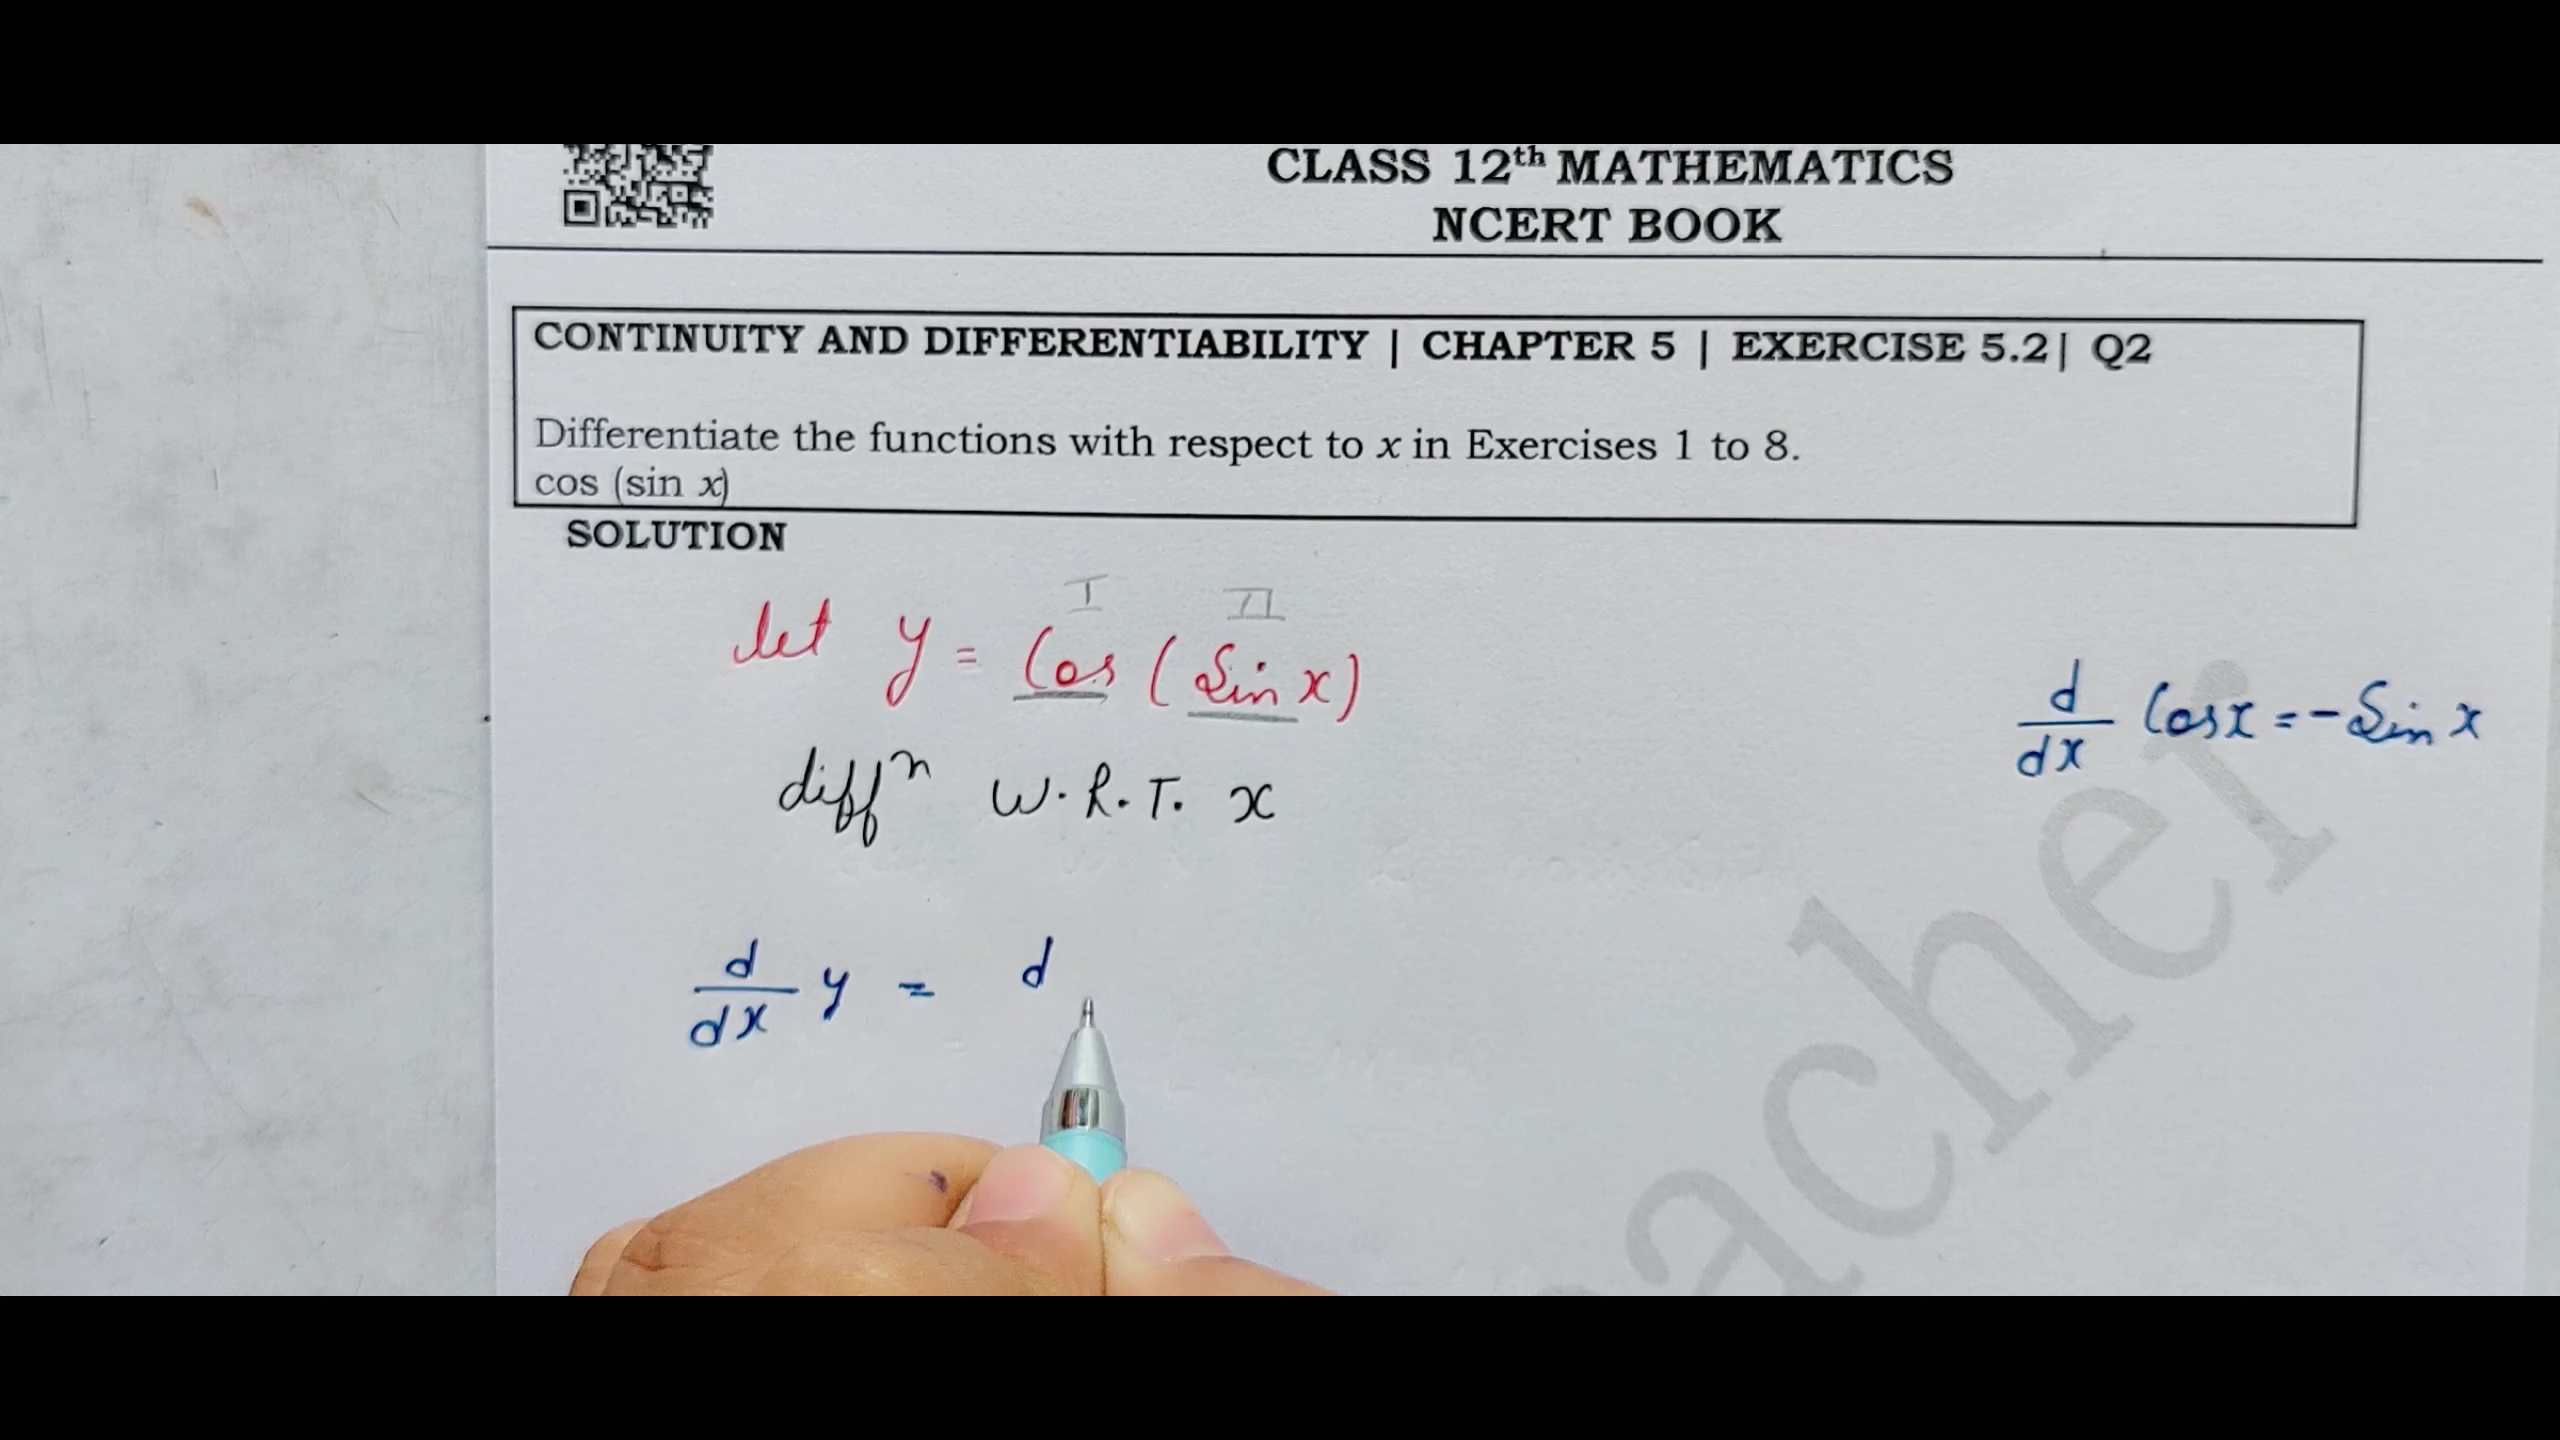 CLASS 12th MATHEMATICS
NCERT BOOK
CONTINUITY AND DIFFERENTIABILITY | CHAPTER 5 | EXERCISE 5.2| Q2
Differentiate the functions with respect to x in Exercises 1 to 8.
cos (sin x)
SOLUTION
I II
let y = Cos (Sin x)
d/dx Cosx = - Sin x
diffⁿ W.R.T. x
d/dx y = d
acher